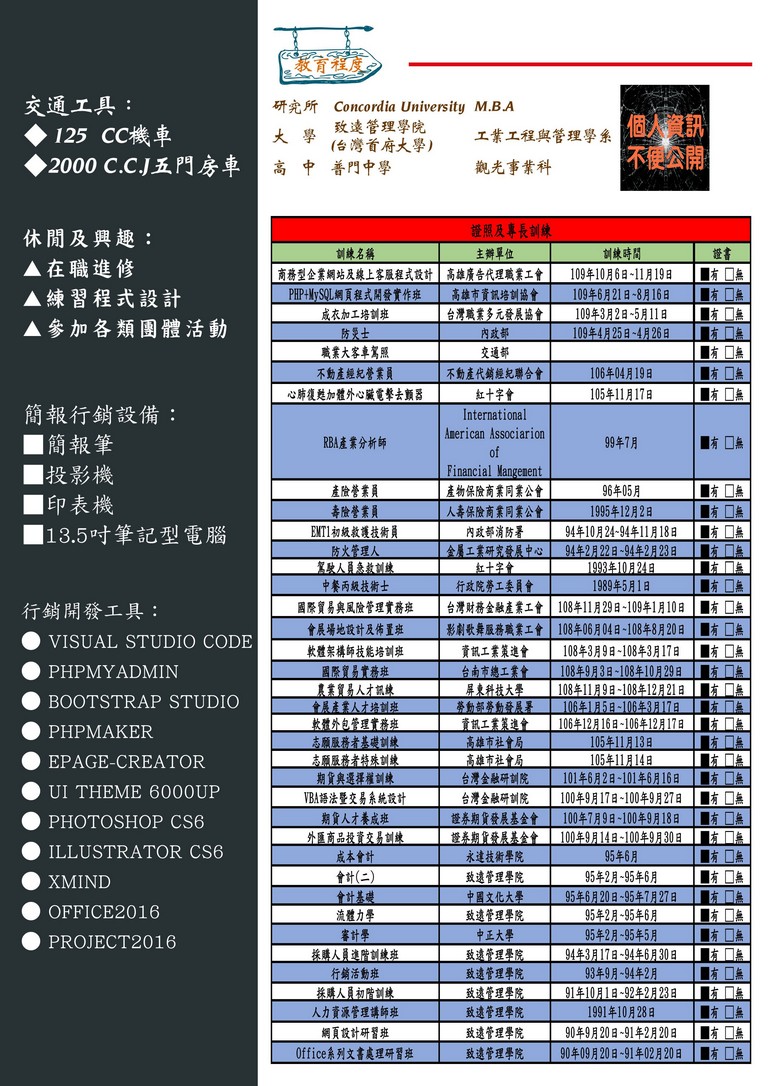 交通工具：
◆ 125 CC機車
◆2000 C.C.J五門房車
休閒及興趣：
▲在職進修
▲練習程式設計
▲參加各類團體活動
簡報行銷設備：
■簡報筆
■投影機
■印表機
■13.5吋筆記型電腦
行銷開發工具：
● VISUAL STUDIO CODE
● PHPMYADMIN
● BOOTSTRAP STUDIO
● PHPMAKER
● EPAGE-CREATOR
● UI THEME 6000UP
● PHOTOSHOP CS6
● ILLUSTRATOR CS6
● XMIND
● OFFICE2016
● PROJECT2016
教育程度
研究所 Concordia University M.B.A
大 學 致遠管理學院 工業工程與管理學系
(台灣首府大學)
高 中 普門中學 觀光事業科
個人資訊
不便公開
證照及專長訓練
訓練名稱 主辦單位 訓練時間 證書
商務型企業網站及線上客服程式設計 高雄廣告代理職業工會 109年10月6日~11月19日 ■有 □無
PHP+MySQL網頁程式開發實作班 高雄市資訊培訓協會 109年6月21日~8月16日 ■有 □無
成衣加工培訓班 台灣職業多元發展協會 109年3月2日~5月11日 ■有 □無
防災士 內政部 109年4月25日~4月26日 ■有 □無
職業大客車駕照 交通部 ■有 □無
不動產經紀營業員 不動產代銷經紀聯合會 106年04月19日 ■有 □無
心肺復甦加體外心臟電擊去顫器 紅十字會 105年11月17日 ■有 □無
RBA產業分析師 International American Associarion of Financial Mangement 99年7月 ■有 □無
產險營業員 產物保險商業同業公會 96年05月 ■有 □無
壽險營業員 人壽保險商業同業公會 1995年12月2日 ■有 □無
EMT1初級救護技術員 內政部消防署 94年10月24~94年11月18日 ■有 □無
防火管理人 金屬工業研究發展中心 94年2月22日~94年2月23日 ■有 □無
駕駛人員急救訓練 紅十字會 1993年10月24日 ■有 □無
中餐丙級技術士 行政院勞工委員會 1989年5月1日 ■有 □無
國際貿易與風險管理實務班 台灣財務金融產業工會 108年11月29日~109年1月10日 ■有 □無
會展場地設計及佈置班 影劇歌舞服務職業工會 108年06月04日~108年8月20日 ■有 □無
軟體架構師技能培訓班 資訊工業策進會 108年3月9日~108年3月17日 ■有 □無
國際貿易實務班 台南市總工業會 108年9月3日~108年10月29日 ■有 □無
農業貿易人才訓練 屏東科技大學 108年11月9日~108年12月21日 ■有 □無
會展產業人才培訓班 勞動部勞動發展署 106年1月5日~106年3月17日 ■有 □無
軟體外包管理實務班 資訊工業策進會 106年12月16日~106年12月17日 ■有 □無
志願服務者基礎訓練 高雄市社會局 105年11月13日 ■有 □無
志願服務者特殊訓練 高雄市社會局 105年11月14日 ■有 □無
期貨與選擇權訓練 台灣金融研訓院 101年6月2日~101年6月16日 ■有 □無
VBA語法暨交易系統設計 台灣金融研訓院 100年9月17日~100年9月27日 ■有 □無
期貨人才養成班 證券期貨發展基金會 100年7月9日~100年9月18日 ■有 □無
外匯商品投資交易訓練 證券期貨發展基金會 100年9月14日~100年9月30日 ■有 □無
成本會計 永達技術學院 95年6月 ■有 □無
會計(二) 致遠管理學院 95年2月~95年6月 ■有 □無
會計基礎 中國文化大學 95年6月20日~95年7月27日 ■有 □無
流體力學 致遠管理學院 95年2月~95年6月 ■有 □無
審計學 中正大學 95年2月~95年5月 ■有 □無
採購人員進階訓練班 致遠管理學院 94年3月17日~94年6月30日 ■有 □無
行銷活動班 致遠管理學院 93年9月~94年2月 ■有 □無
採購人員初階訓練 致遠管理學院 91年10月1日~92年2月23日 ■有 □無
人力資源管理講師班 致遠管理學院 1991年10月28日 ■有 □無
網頁設計研習班 致遠管理學院 90年9月20日~91年2月20日 ■有 □無
Office系列文書處理研習班 致遠管理學院 90年09月20日~91年02月20日 ■有 □無